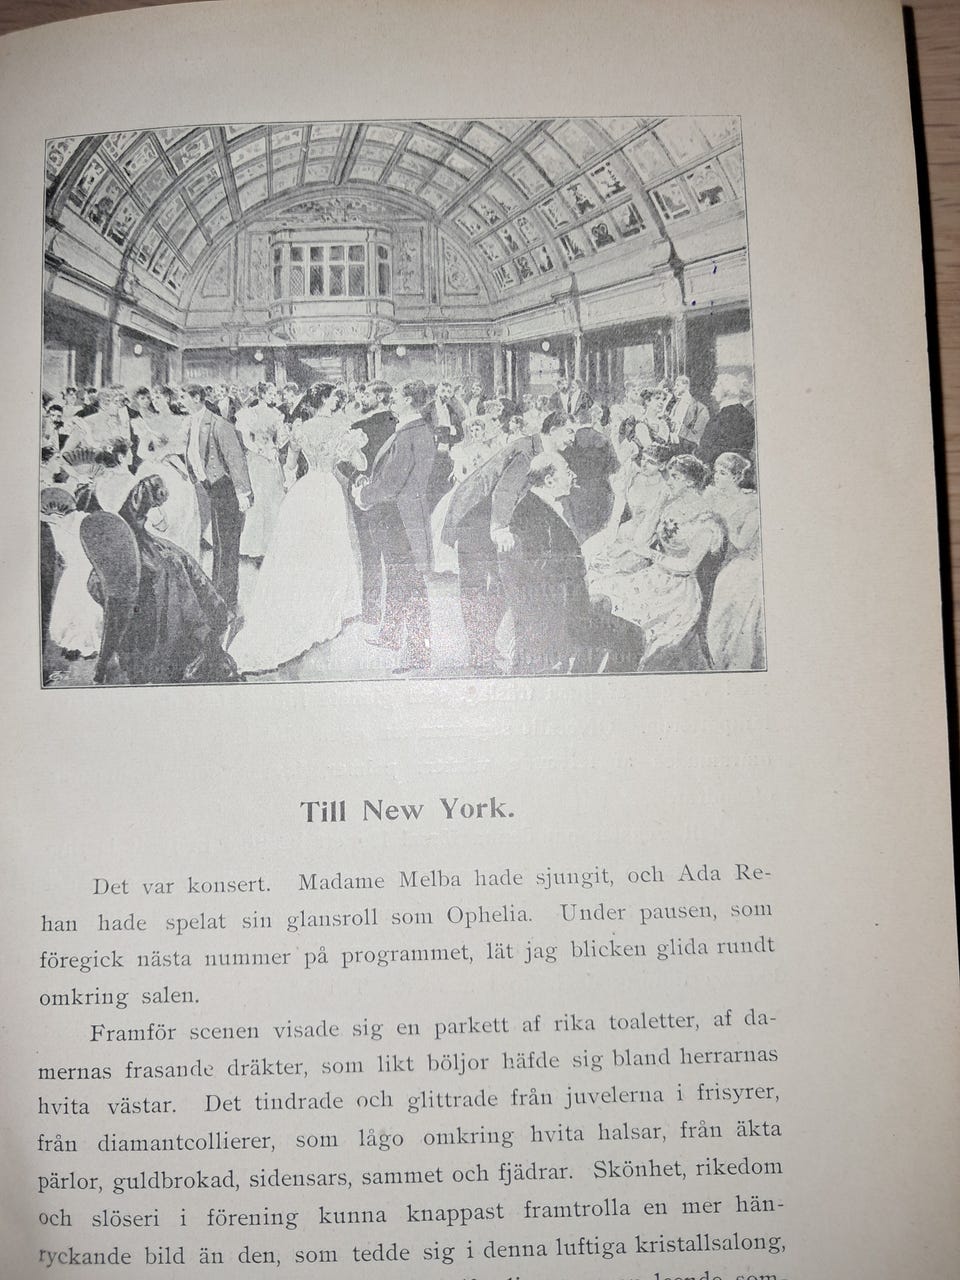 Till New York.
Det var konsert. Madame Melba hade sjungit, och Ada Re-
han hade spelat sin glansroll som Ophelia. Under pausen, som
föregick nästa nummer på programmet, lät jag blicken glida rundt
omkring salen.
Framför scenen visade sig en parkett af rika toaletter, af da-
mernas frasande dräkter, som likt böljor häfde sig bland herrarnas
hvita västar. Det tindrade och glittrade från juvelerna i frisyrer,
från diamantcollierer, som lågo omkring hvita halsar, från äkta
pärlor, guldbrokad, sidensars, sammet och fjädrar. Skönhet, rikedom
och slöseri i förening kunna knappast framtrolla en mer hän-
ryckande bild än den, som tedde sig i denna luftiga kristallsalong,